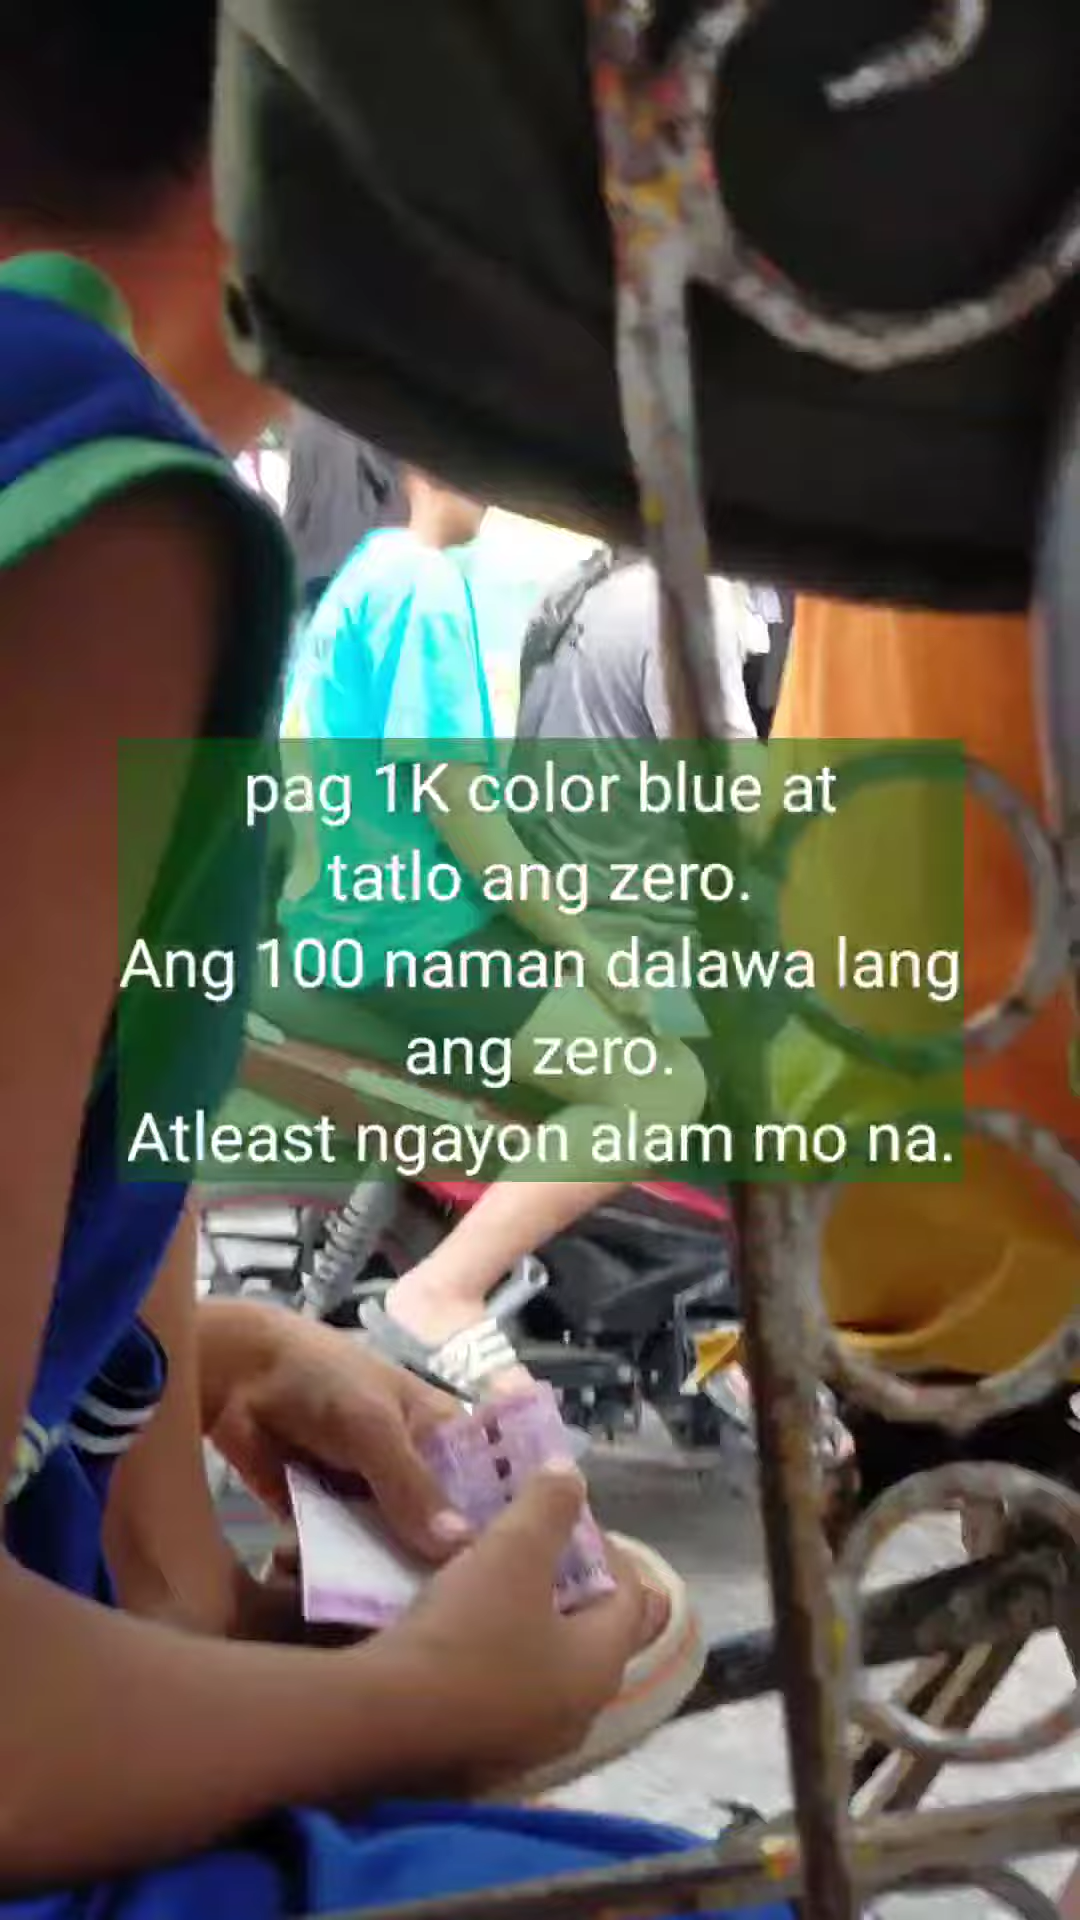 pag 1K color blue at
tatlo ang zero.
Ang 100 naman dalawa lang
ang zero.
Atleast ngayon alam mo na.